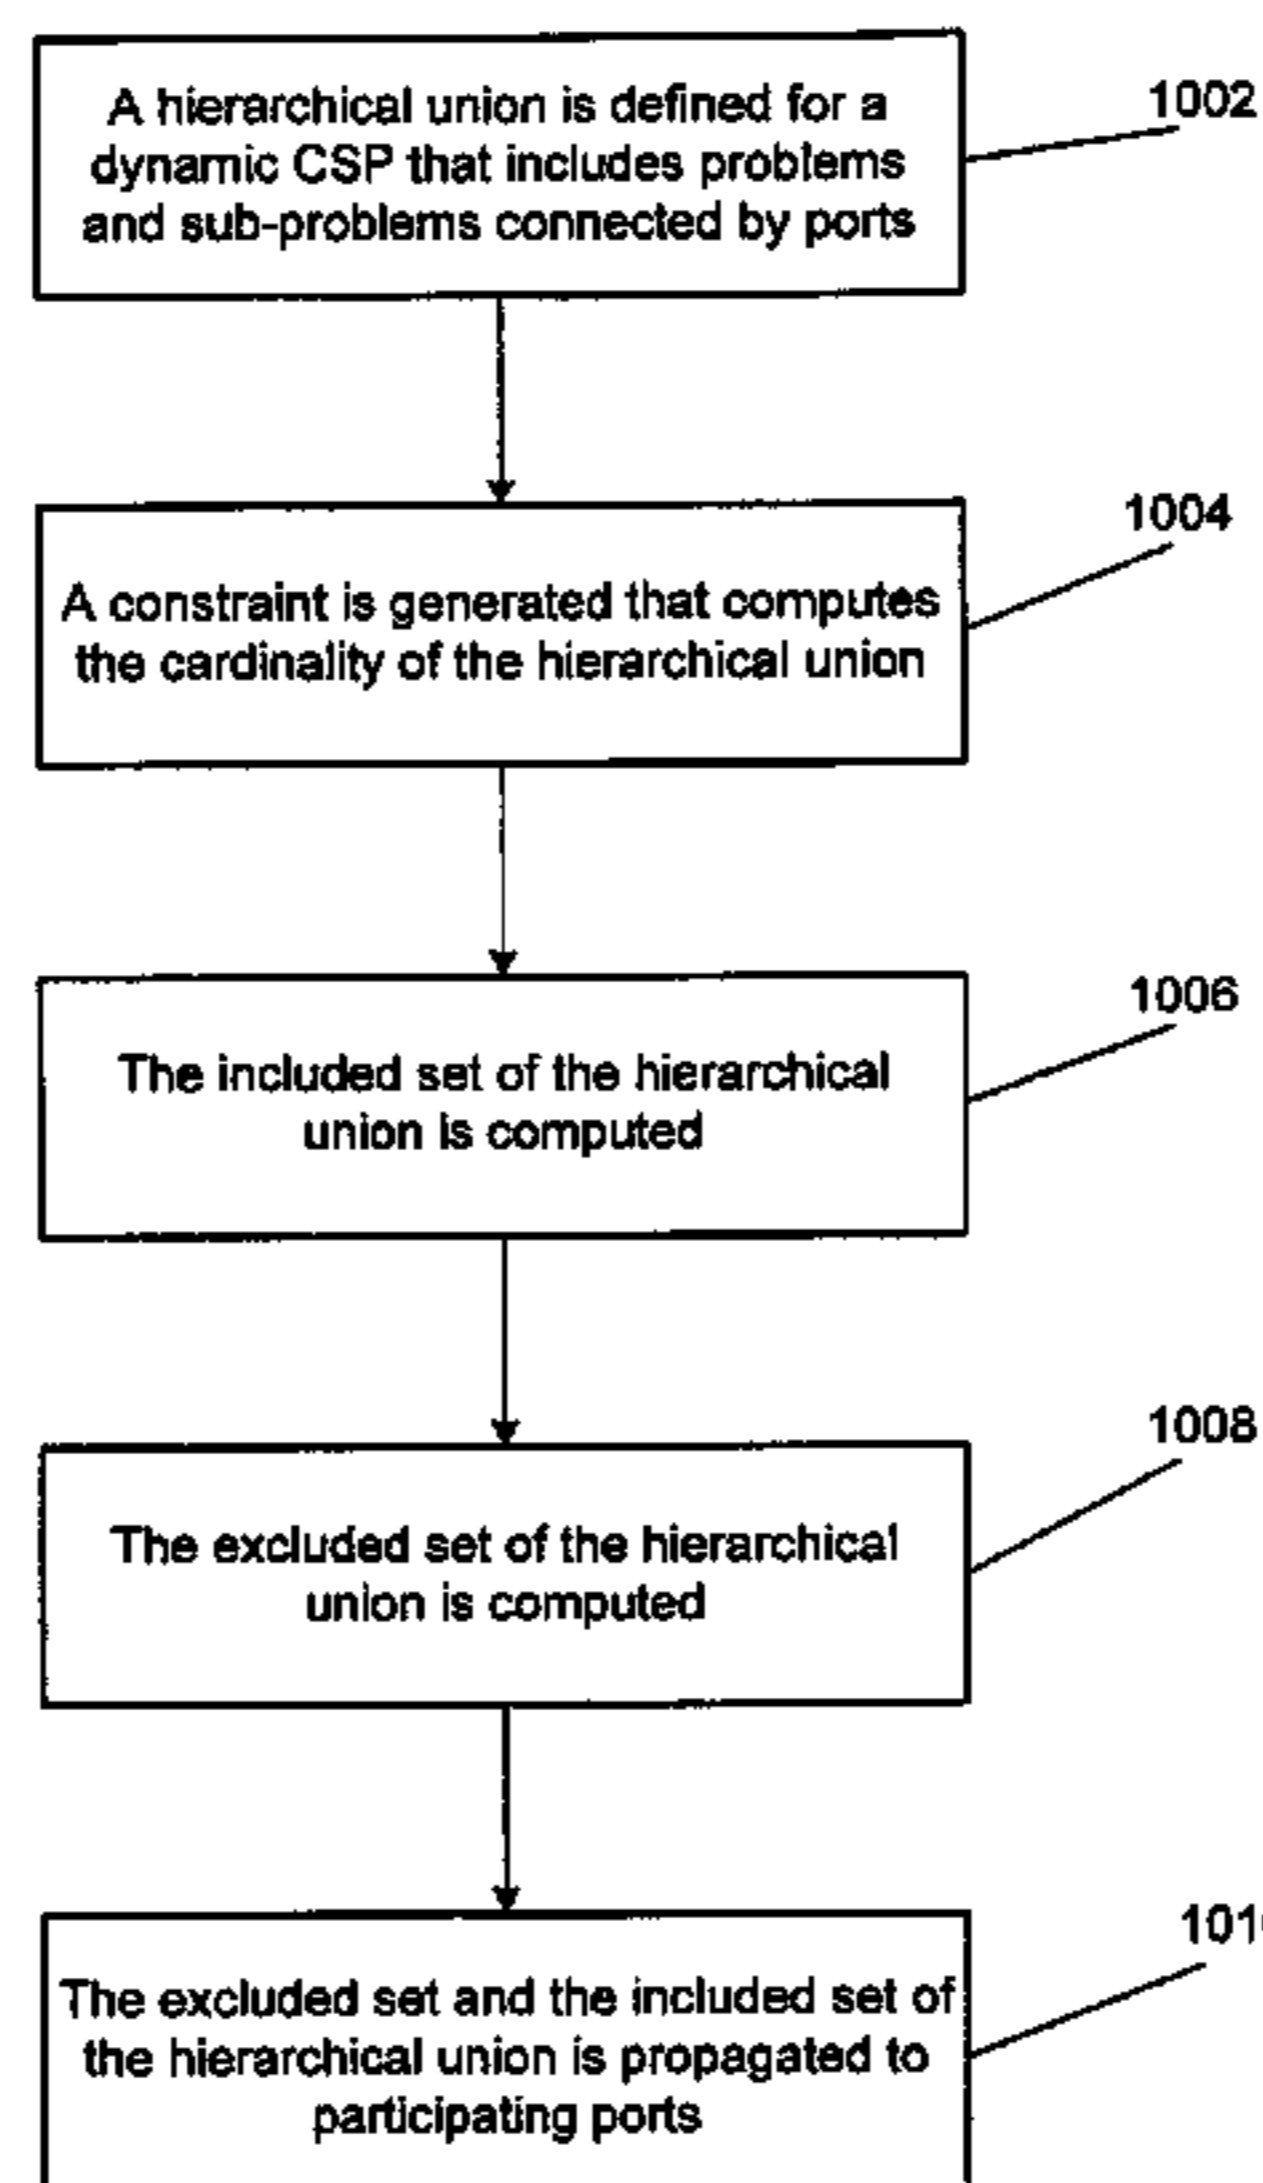 A hierarchical union is defined for a
dynamic CSP that includes problems
and sub-problems connected by ports
1002
A constraint is generated that computes
the cardinality of the hierarchical union
1004
The included set of the hierarchical
union is computed
1006
The excluded set of the hierarchical
union is computed
1008
The excluded set and the included set of
the hierarchical union is propagated to
participating ports